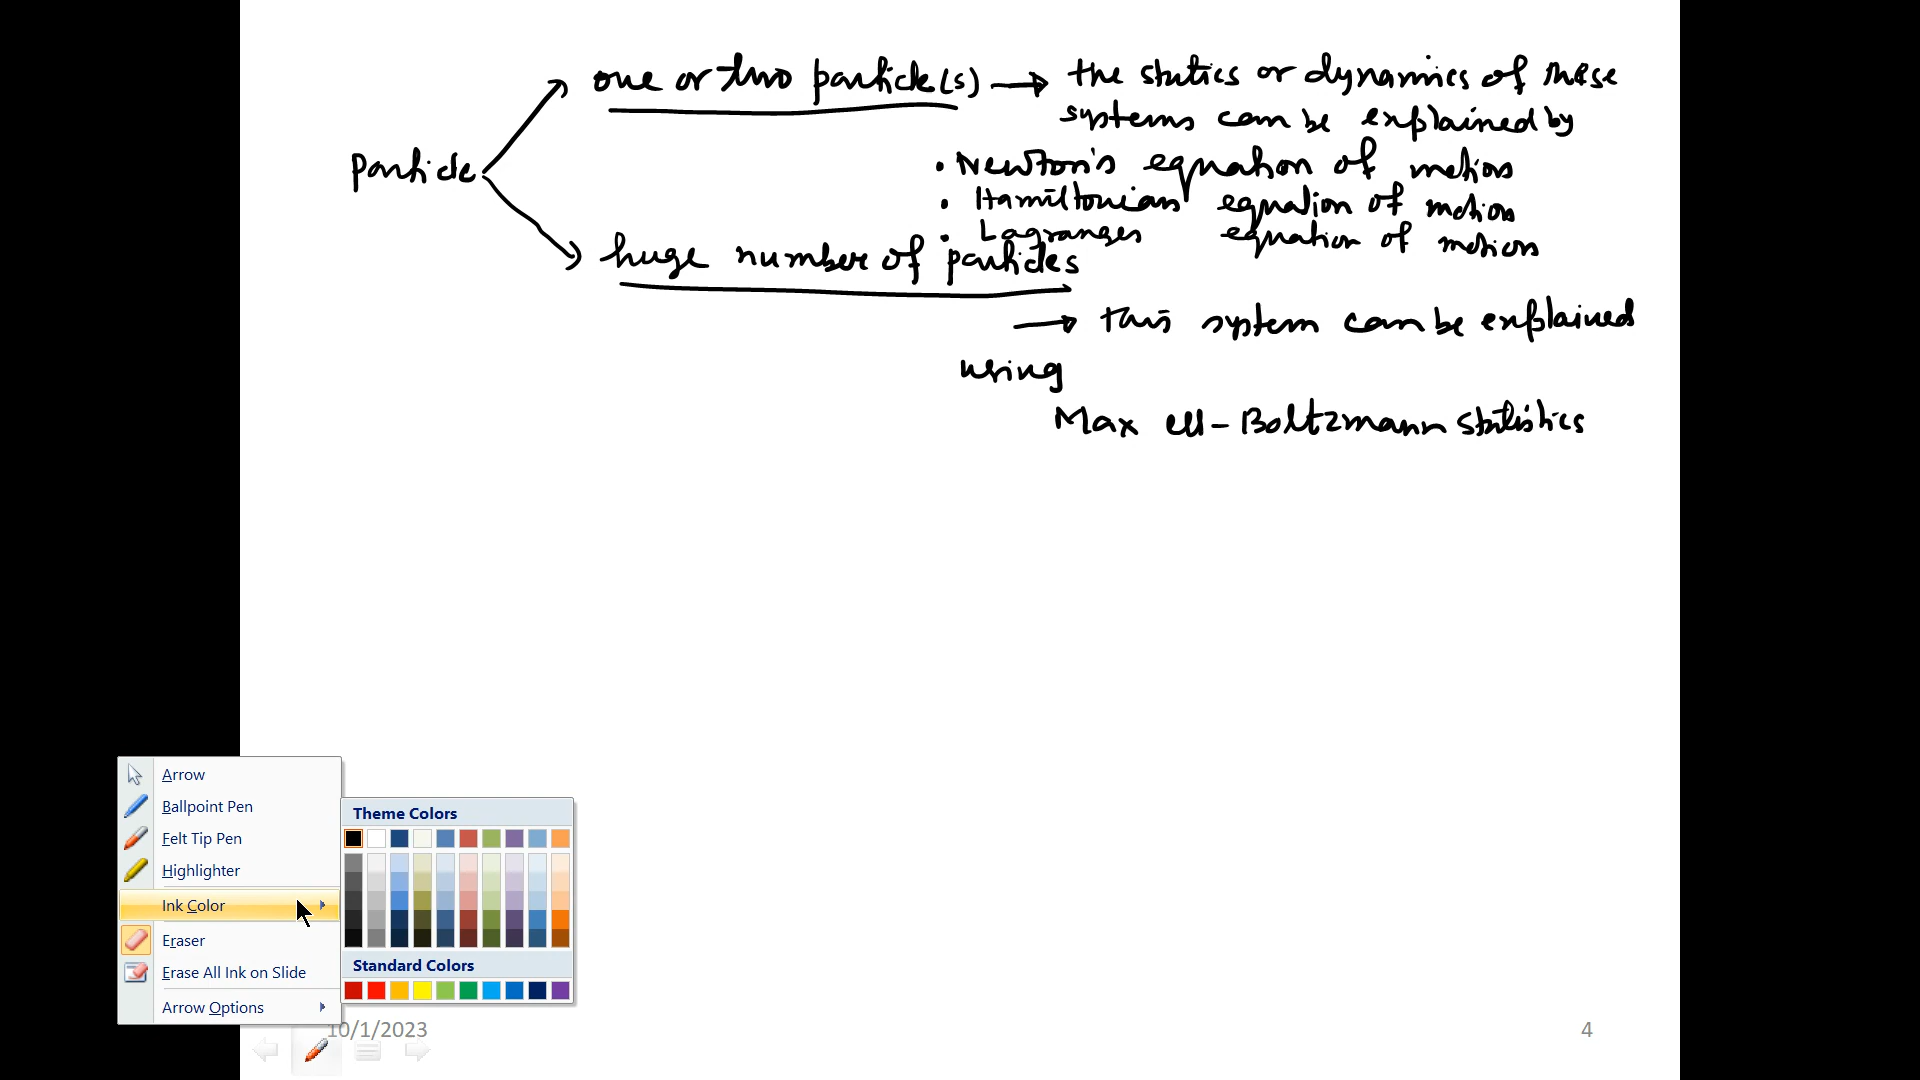 one or two particle(s) → the statics or dynamics of these
systems can be explained by
Particle
• Newton's equation of motion
• Hamiltonian equation of motion
• Lagranges equation of motion
huge number of particles
→ this system can be explained
using
Max ell - Boltzmann statistics
Arrow
Ballpoint Pen
Felt Tip Pen
Highlighter
Ink Color
Eraser
Erase All Ink on Slide
Arrow Options
Theme Colors
Standard Colors
10/1/2023
4